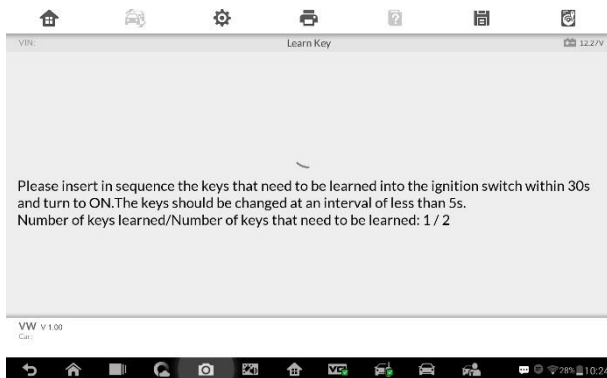 VIN:
Learn Key
12.27V
Please insert in sequence the keys that need to be learned into the ignition switch within 30s
and turn to ON.The keys should be changed at an interval of less than 5s.
Number of keys learned/Number of keys that need to be learned: 1 / 2
VW V 1.00
Car:
28% 10:24